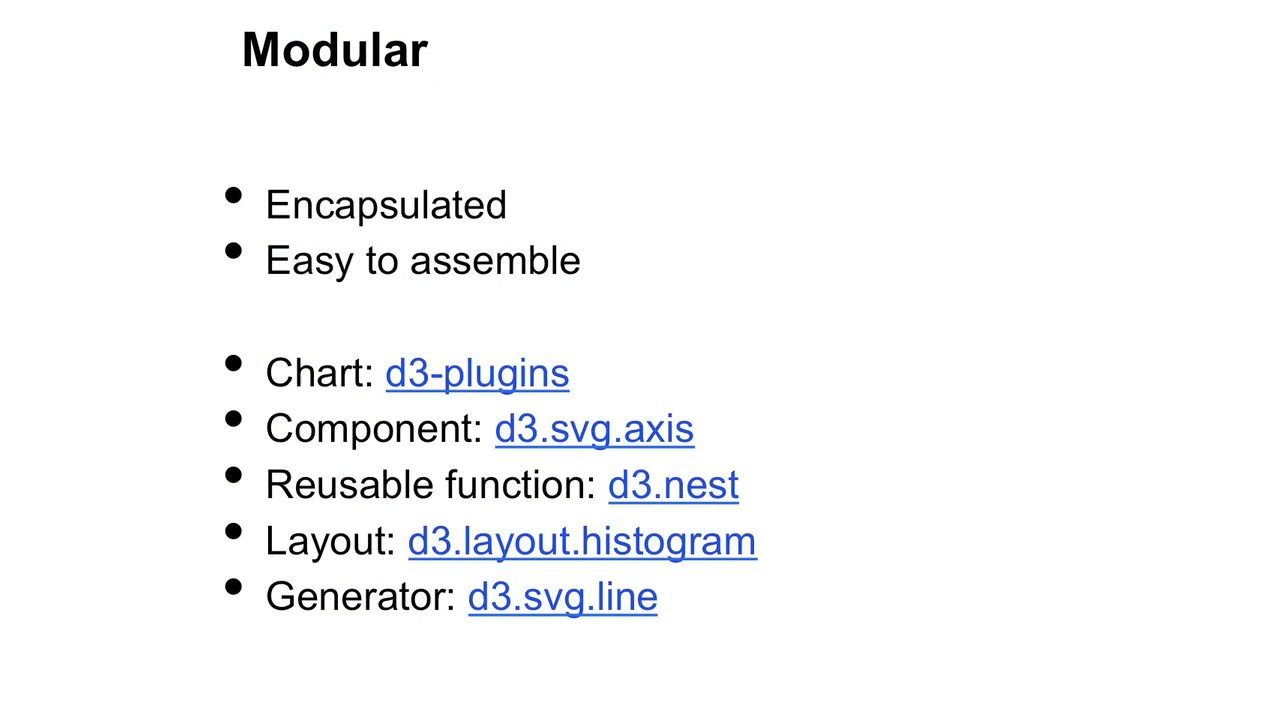 Modular
• Encapsulated
• Easy to assemble
• Chart: d3-plugins
• Component: d3.svg.axis
• Reusable function: d3.nest
• Layout: d3.layout.histogram
• Generator: d3.svg.line